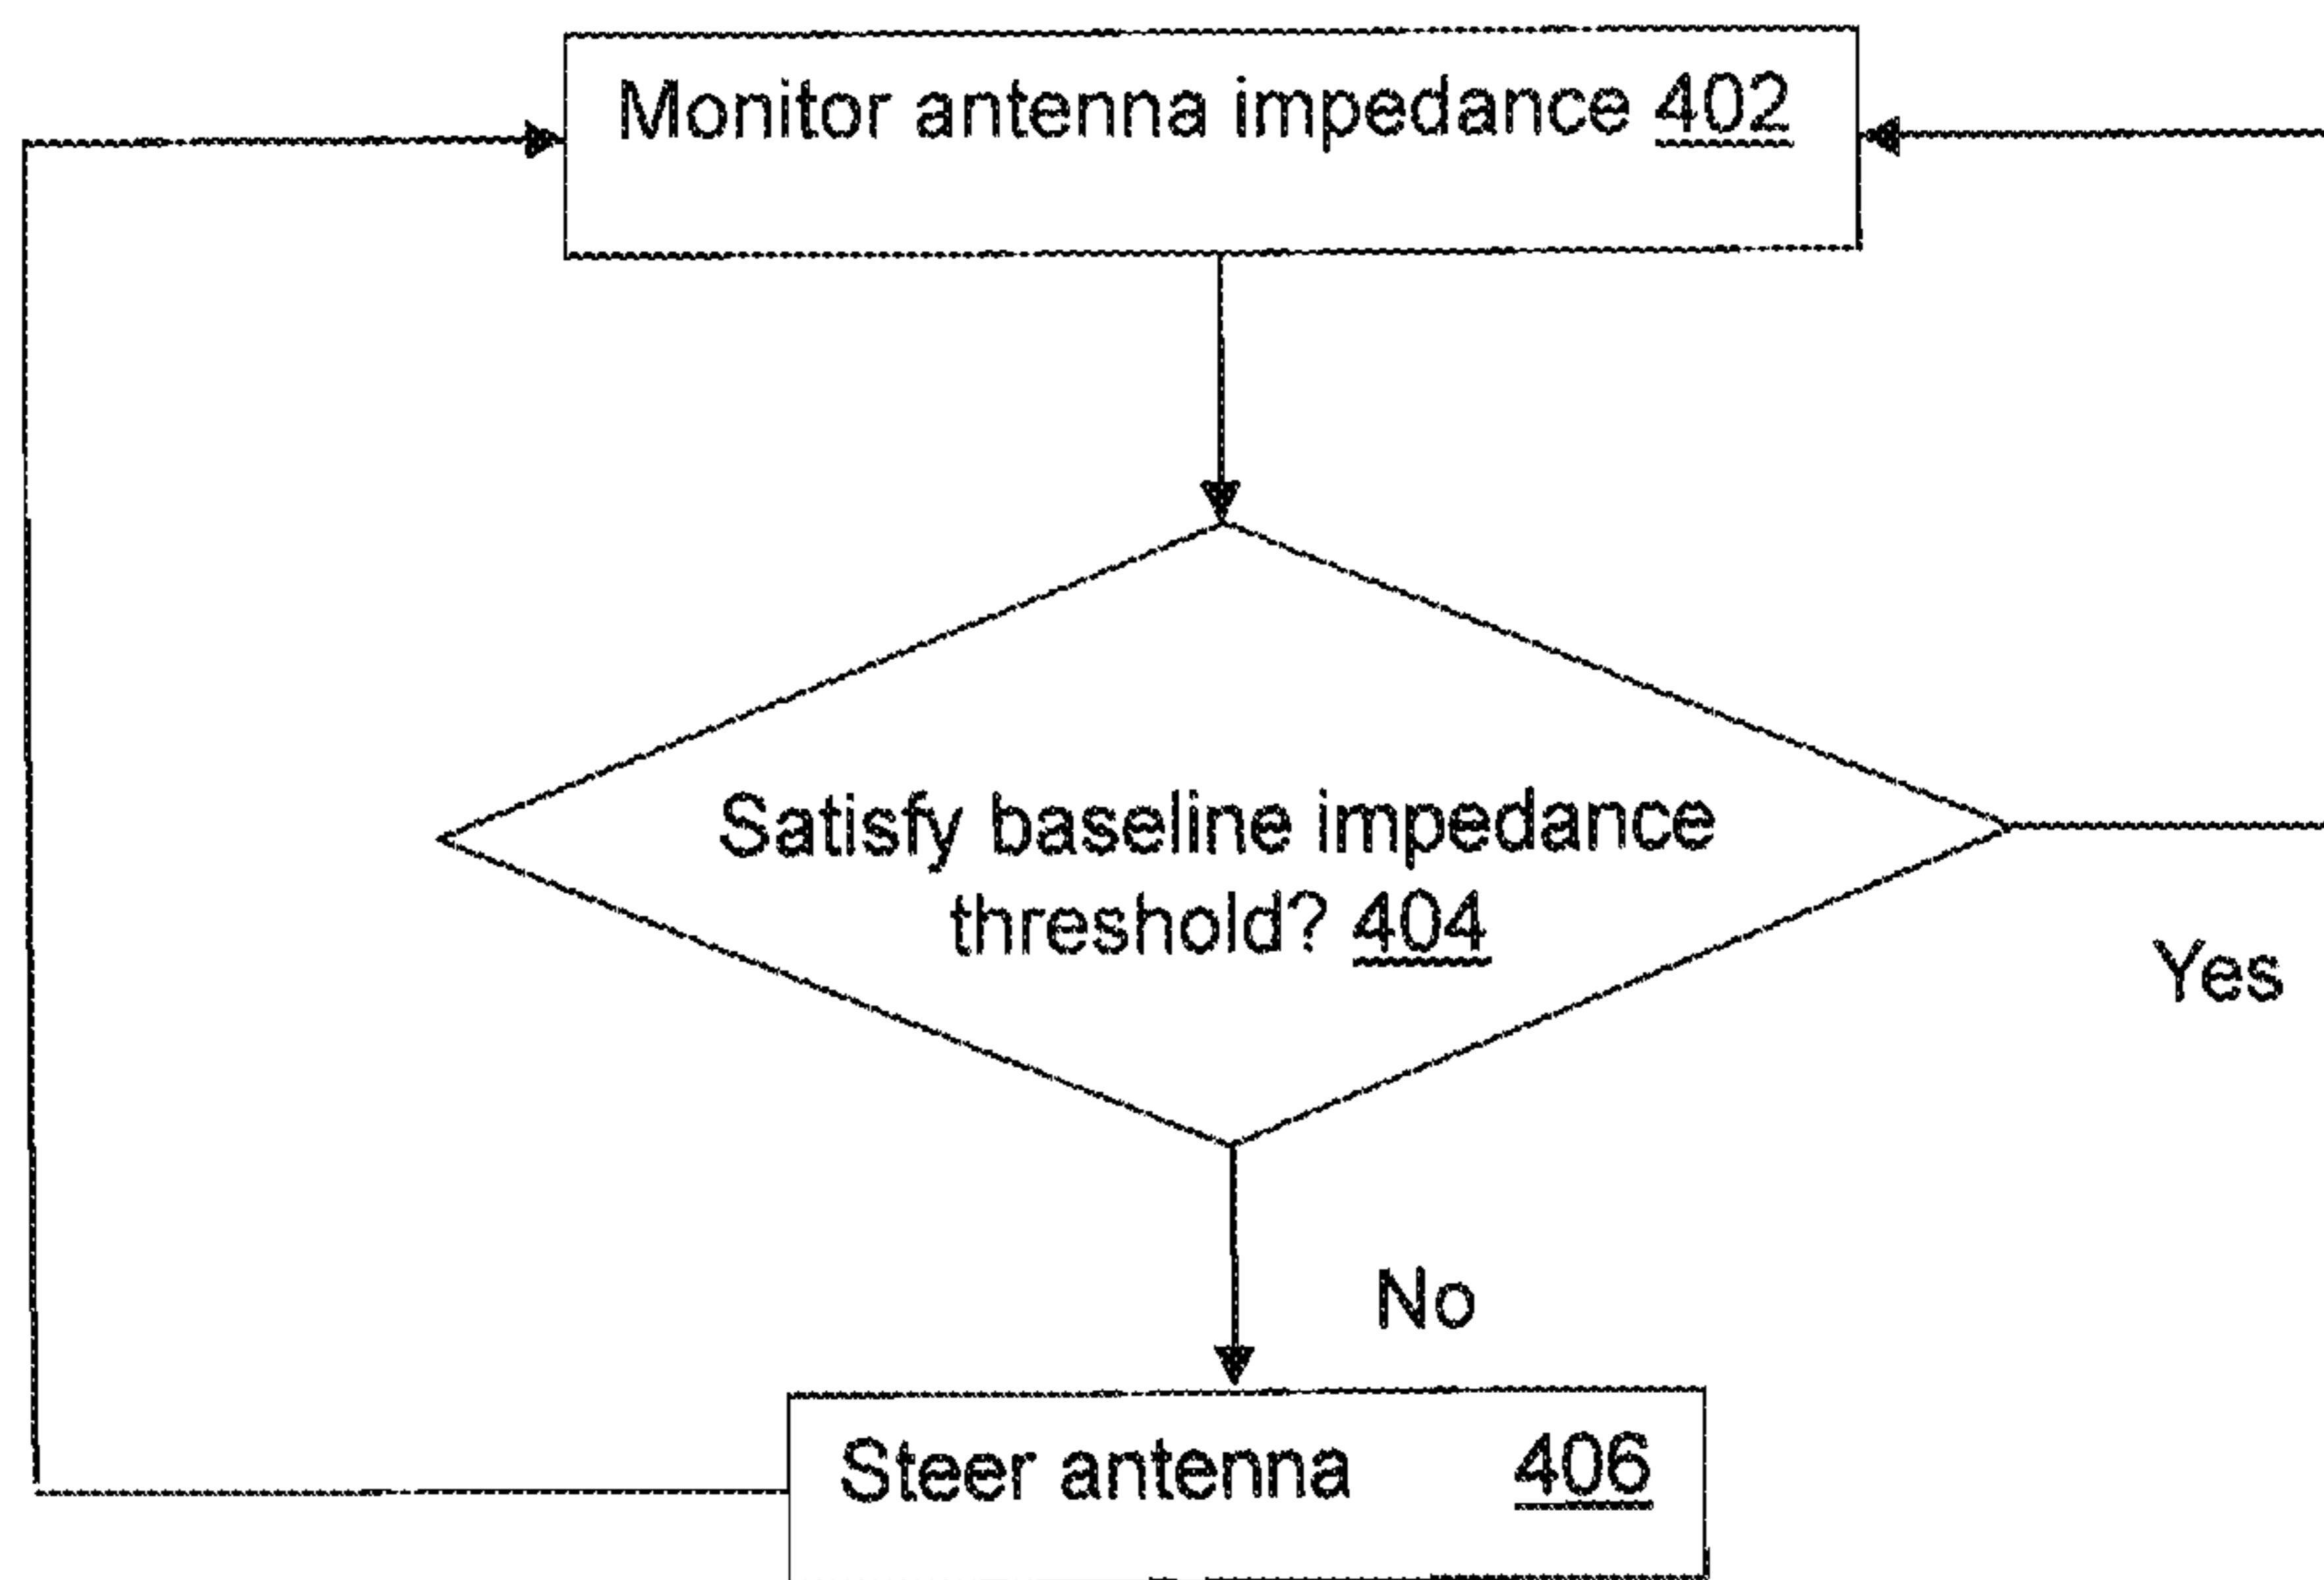 Monitor antenna impedance 402
Satisfy baseline impedance
threshold? 404
Yes
No
Steer antenna 406